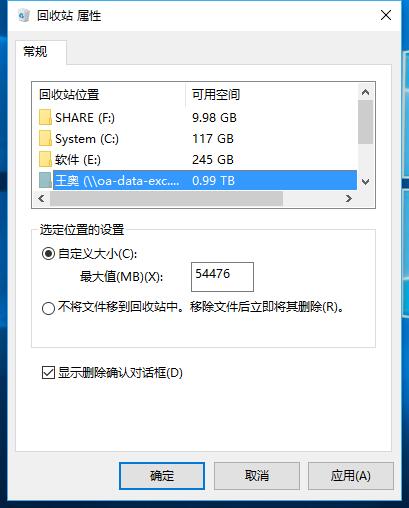 回收站 属性
常规
回收站位置 可用空间
SHARE (F:) 9.98 GB
System (C:) 117 GB
软件 (E:) 245 GB
王奥 (\\oa-data-exc.... 0.99 TB
选定位置的设置
自定义大小(C):
最大值(MB)(X): 54476
不将文件移到回收站中。移除文件后立即将其删除(R)。
显示删除确认对话框(D)
确定 取消 应用(A)